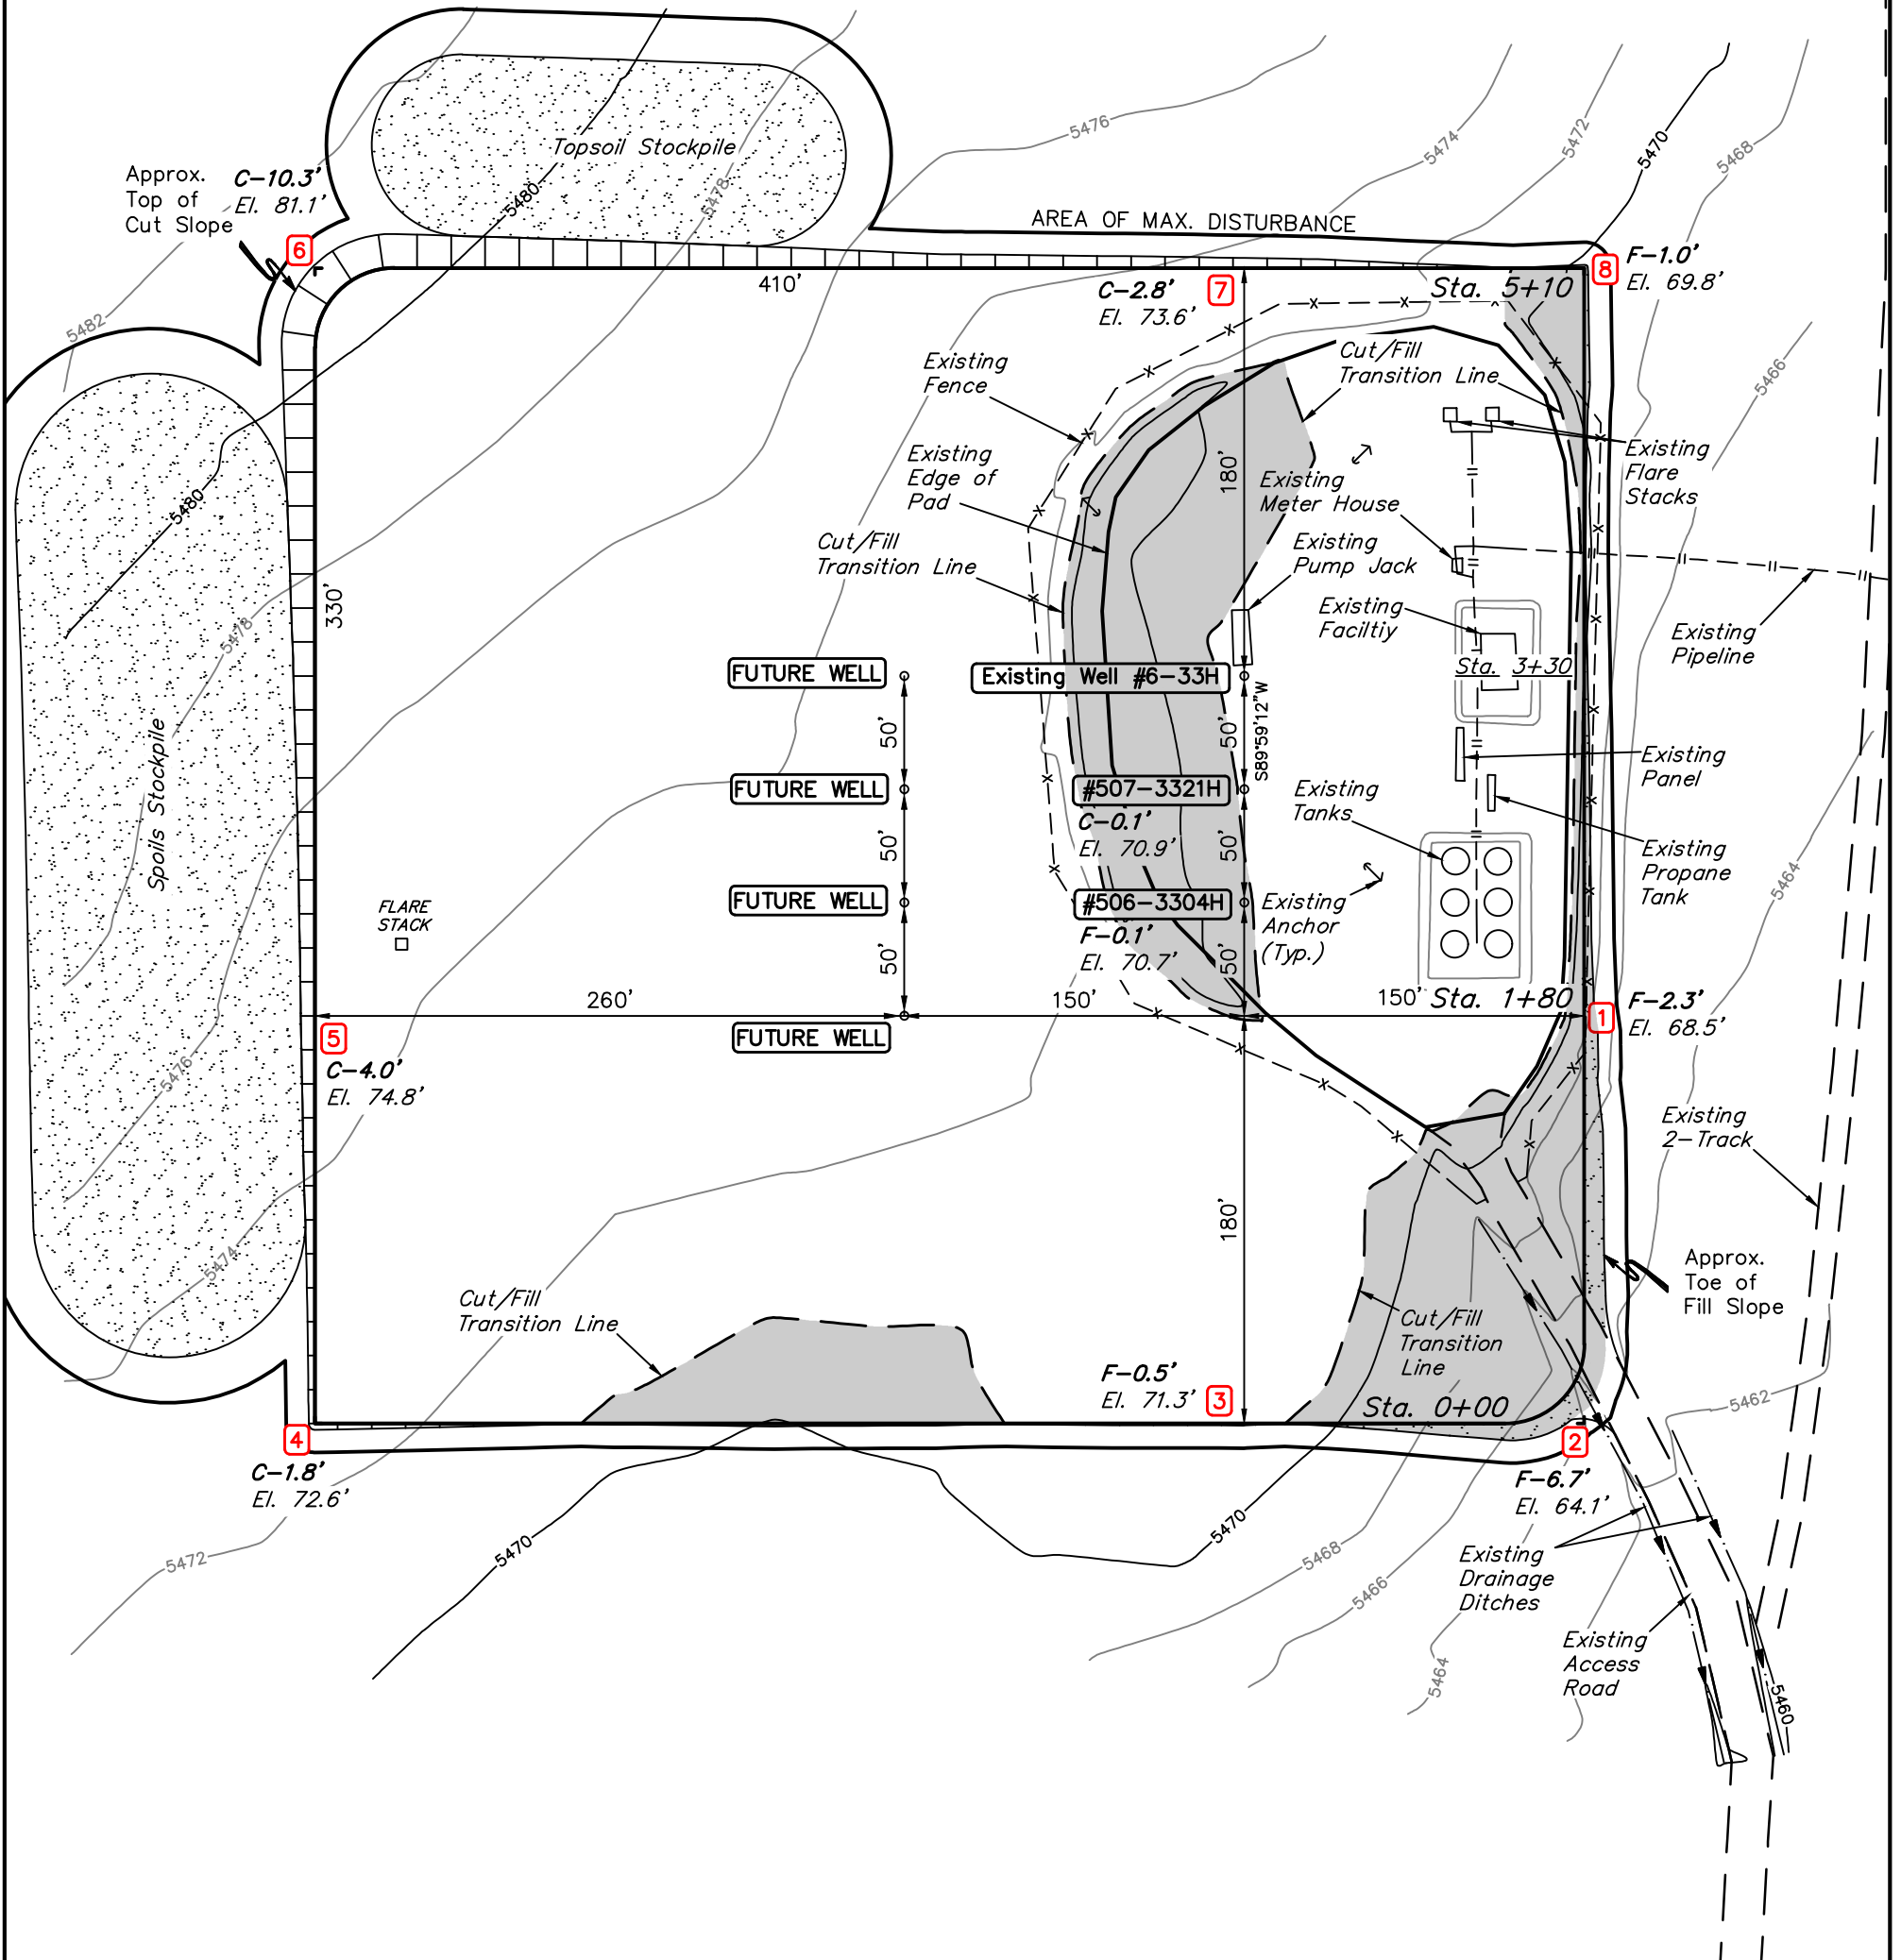 Topsoil Stockpile
5476
5474
5472
5470
5468
Approx.
Top of
Cut Slope
C-10.3'
El. 81.1'
5480
5478
AREA OF MAX. DISTURBANCE
6
5482
410'
C-2.8'
El. 73.6'
7
Sta. 5+10
8
F-1.0'
El. 69.8'
Existing
Fence
Cut/Fill
Transition Line
5466
Existing
Edge of
Pad
180'
Existing
Meter House
Existing
Flare
Stacks
5480
Cut/Fill
Transition Line
Existing
Pump Jack
330'
Existing
Faciltiy
Existing
Pipeline
5478
FUTURE WELL
Existing Well #6-33H
Sta. 3+30
50'
50'
S89°59'12"W
Existing
Panel
Spoils Stockpile
FUTURE WELL
#507-3321H
C-0.1'
El. 70.9'
Existing
Tanks
50'
50'
Existing
Propane
Tank
5464
FLARE
STACK
FUTURE WELL
#506-3304H
F-0.1'
El. 70.7'
Existing
Anchor
(Typ.)
50'
50'
260'
150'
150'
Sta. 1+80
1
F-2.3'
El. 68.5'
FUTURE WELL
5
C-4.0'
El. 74.8'
5476
Existing
2-Track
180'
5474
Approx.
Toe of
Fill Slope
Cut/Fill
Transition Line
Cut/Fill
Transition
Line
F-0.5'
El. 71.3'
3
Sta. 0+00
5462
4
2
C-1.8'
El. 72.6'
F-6.7'
El. 64.1'
5472
5470
5470
5468
5466
Existing
Drainage
Ditches
5464
Existing
Access
Road
5460